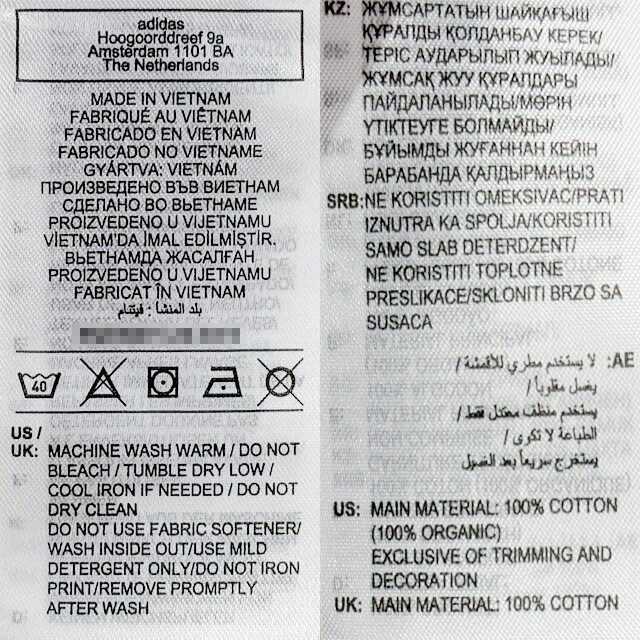 adidas
Hoogoorddreef 9a
Amsterdam 1101 BA
The Netherlands
MADE IN VIETNAM
FABRIQUÉ AU VIÊTNAM
FABRICADO EN VIETNAM
FABRICADO NO VIETNAME
GYÁRTVA: VIETNÁM
ПРОИЗВЕДЕНО ВЪВ ВИЕТНАМ
СДЕЛАНО ВО ВЬЕТНАМЕ
PROIZVEDENO U VIJETNAMU
VİETNAM'DA İMAL EDİLMİŞTİR.
ВЬЕТНАМДА ЖАСАЛҒАН
PROIZVEDENO U VIJETNAMU
FABRICAT ÎN VIETNAM
بلد المنشأ : فيتنام
40
US /
UK: MACHINE WASH WARM / DO NOT
BLEACH / TUMBLE DRY LOW /
COOL IRON IF NEEDED / DO NOT
DRY CLEAN
DO NOT USE FABRIC SOFTENER/
WASH INSIDE OUT/USE MILD
DETERGENT ONLY/DO NOT IRON
PRINT/REMOVE PROMPTLY
AFTER WASH
KZ: ЖҰМСАРТАТЫН ШАЙҚАҒЫШ
ҚҰРАЛДЫ ҚОЛДАНБАУ КЕРЕК/
ТЕРІС АУДАРЫЛЫП ЖУЫЛАДЫ/
ЖҰМСАҚ ЖУУ ҚҰРАЛДАРЫ
ПАЙДАЛАНЫЛАДЫ/МӨРІН
ҮТІКТЕУГЕ БОЛМАЙДЫ/
БҰЙЫМДЫ ЖУҒАННАН КЕЙІН
БАРАБАНДА ҚАЛДЫРМАҢЫЗ
SRB: NE KORISTITI OMEKSIVAC/PRATI
IZNUTRA KA SPOLJA/KORISTITI
SAMO SLAB DETERDZENT/
NE KORISTITI TOPLOTNE
PRESLIKACE/SKLONITI BRZO SA
SUSACA
AE: لا يستخدم مطري للأقمشة /
يغسل مقلوباً /
يستخدم منظف معتدل فقط /
الطباعة لا تكوى /
يستخرج سريعاً بعد الغسيل
US: MAIN MATERIAL: 100% COTTON
(100% ORGANIC)
EXCLUSIVE OF TRIMMING AND
DECORATION
UK: MAIN MATERIAL: 100% COTTON